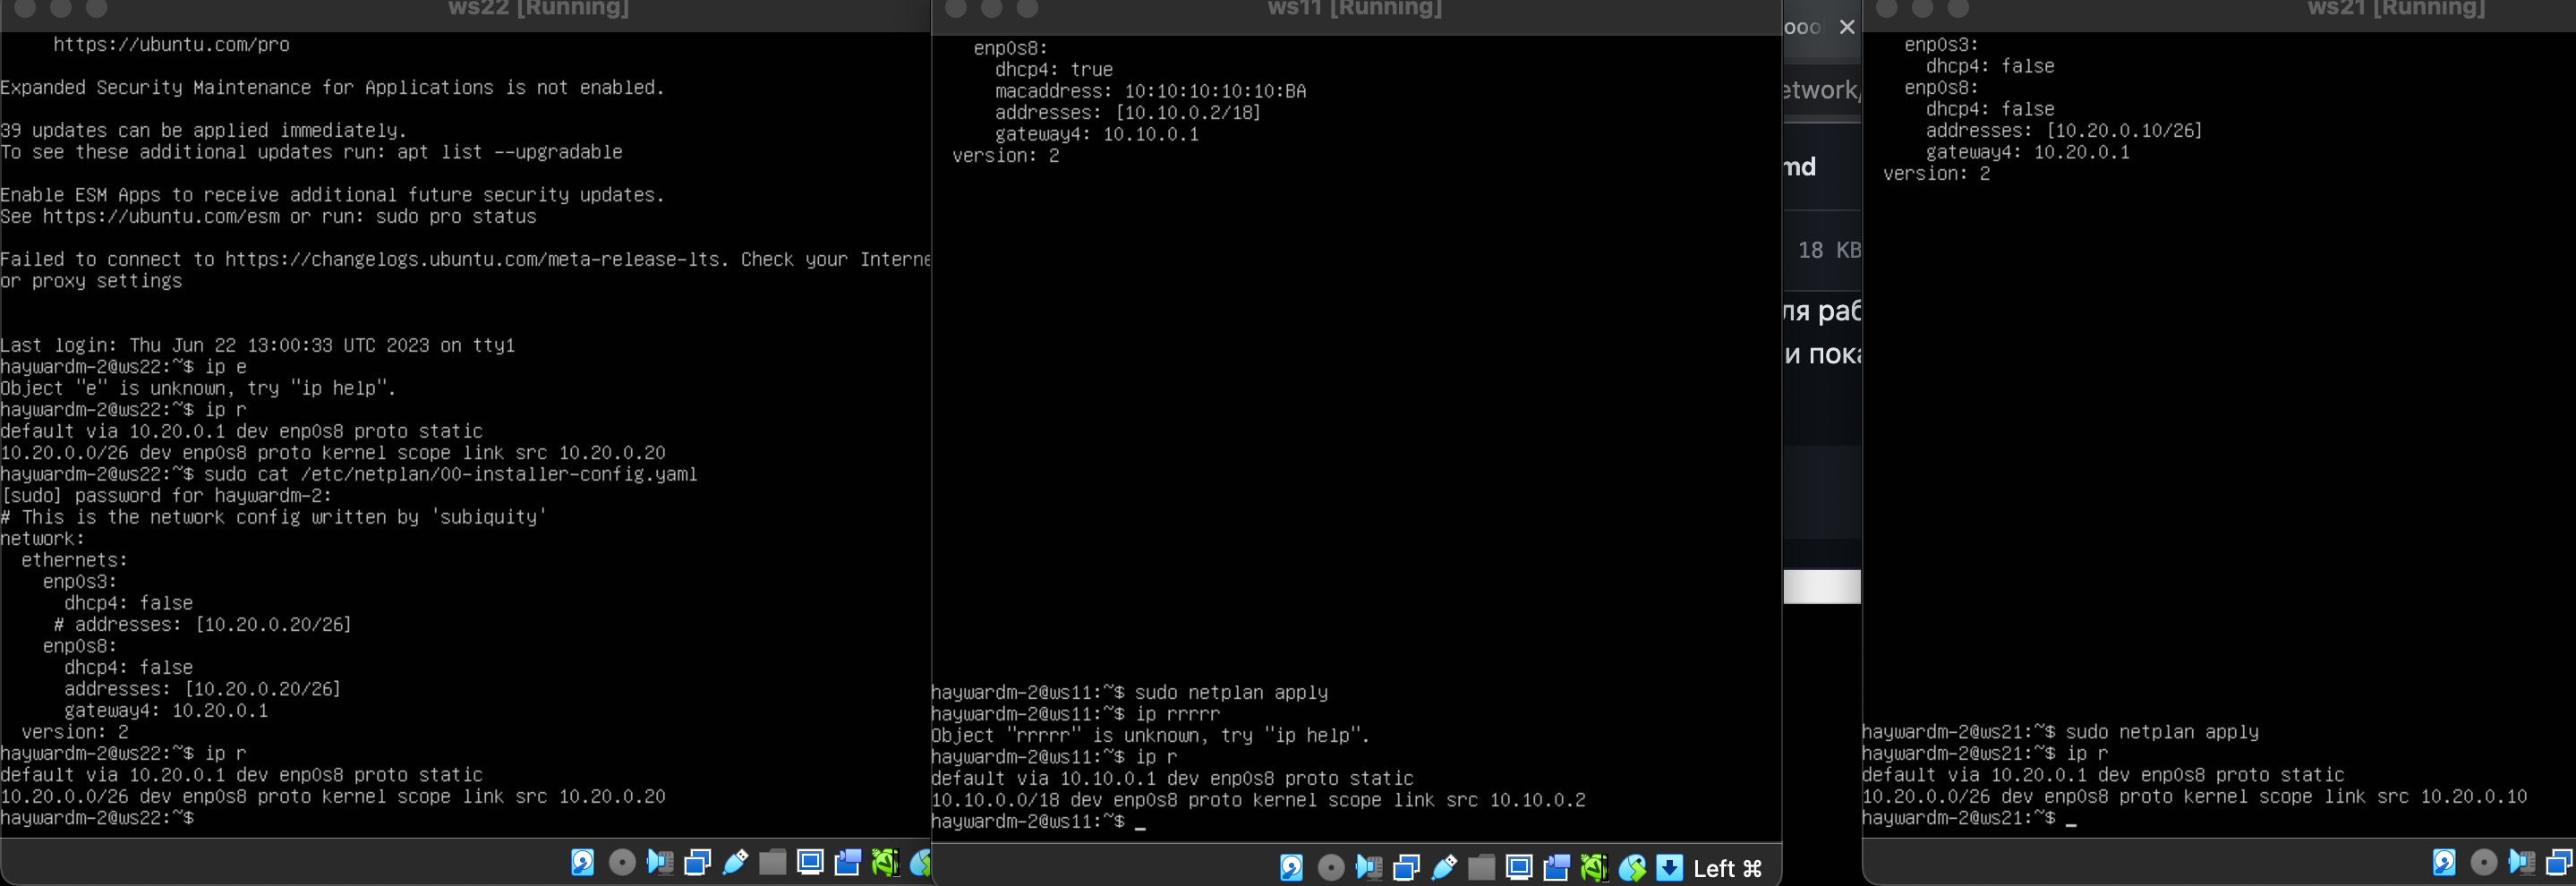 ws22 [Running]
https://ubuntu.com/pro
Expanded Security Maintenance for Applications is not enabled.
39 updates can be applied immediately.
To see these additional updates run: apt list --upgradable
Enable ESM Apps to receive additional future security updates.
See https://ubuntu.com/esm or run: sudo pro status
Failed to connect to https://changelogs.ubuntu.com/meta-release-lts. Check your Interne
or proxy settings
Last login: Thu Jun 22 13:00:33 UTC 2023 on tty1
haywardm-2@ws22:~$ ip e
Object "e" is unknown, try "ip help".
haywardm-2@ws22:~$ ip r
default via 10.20.0.1 dev enp0s8 proto static
10.20.0.0/26 dev enp0s8 proto kernel scope link src 10.20.0.20
haywardm-2@ws22:~$ sudo cat /etc/netplan/00-installer-config.yaml
[sudo] password for haywardm-2:
# This is the network config written by 'subiquity'
network:
ethernets:
enp0s3:
dhcp4: false
# addresses: [10.20.0.20/26]
enp0s8:
dhcp4: false
addresses: [10.20.0.20/26]
gateway4: 10.20.0.1
version: 2
haywardm-2@ws22:~$ ip r
default via 10.20.0.1 dev enp0s8 proto static
10.20.0.0/26 dev enp0s8 proto kernel scope link src 10.20.0.20
haywardm-2@ws22:~$
ws11 [Running]
enp0s8:
dhcp4: true
macaddress: 10:10:10:10:10:BA
addresses: [10.10.0.2/18]
gateway4: 10.10.0.1
version: 2
haywardm-2@ws11:~$ sudo netplan apply
haywardm-2@ws11:~$ ip rrrrr
Object "rrrrr" is unknown, try "ip help".
haywardm-2@ws11:~$ ip r
default via 10.10.0.1 dev enp0s8 proto static
10.10.0.0/18 dev enp0s8 proto kernel scope link src 10.10.0.2
haywardm-2@ws11:~$ _
Left ⌘
ooo
etwork/
md
18 KB
ля раб
и пока
ws21 [Running]
enp0s3:
dhcp4: false
enp0s8:
dhcp4: false
addresses: [10.20.0.10/26]
gateway4: 10.20.0.1
version: 2
haywardm-2@ws21:~$ sudo netplan apply
haywardm-2@ws21:~$ ip r
default via 10.20.0.1 dev enp0s8 proto static
10.20.0.0/26 dev enp0s8 proto kernel scope link src 10.20.0.10
haywardm-2@ws21:~$ _